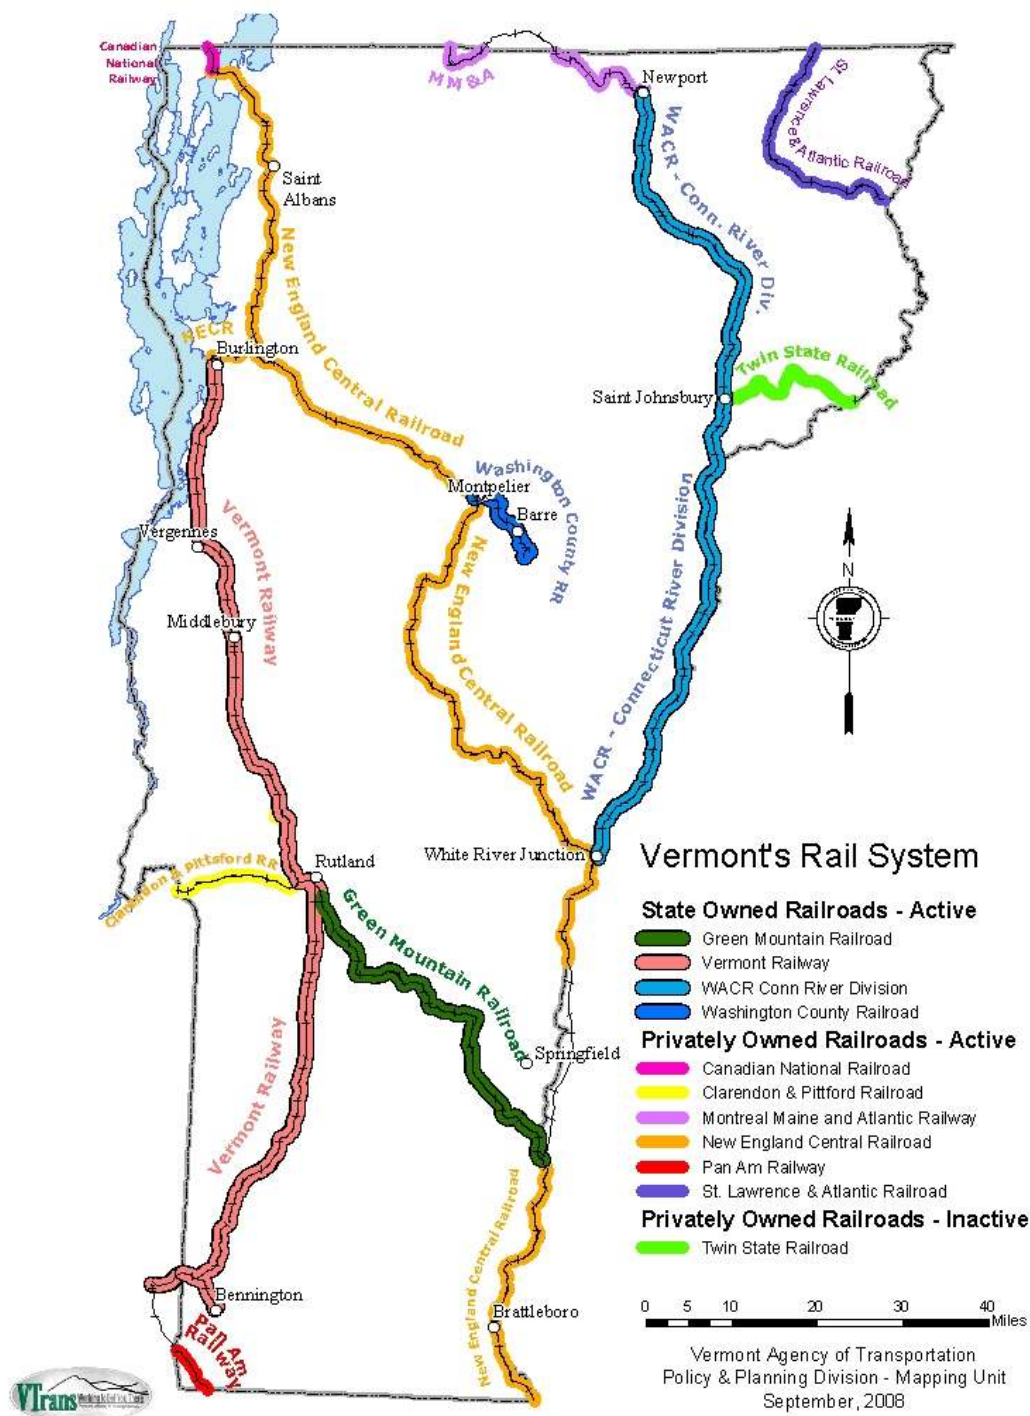 Canadian
National
Railway
MM&A
Newport
St. Lawrence & Atlantic Railroad
WACR - Conn. River Div.
Saint
Albans
New England Central Railroad
NECR
Burlington
Twin State Railroad
Saint Johnsbury
Washington County RR
Montpelier
Barre
Vergennes
Vermont Railway
New England Central Railroad
WACR - Connecticut River Division
N
Middlebury
White River Junction
Clarendon & Pittsford RR
Rutland
Green Mountain Railroad
Springfield
Vermont Railway
New England Central Railroad
Bennington
Brattleboro
Pan Am
Railway
Vermont's Rail System
State Owned Railroads - Active
Green Mountain Railroad
Vermont Railway
WACR Conn River Division
Washington County Railroad
Privately Owned Railroads - Active
Canadian National Railroad
Clarendon & Pittford Railroad
Montreal Maine and Atlantic Railway
New England Central Railroad
Pan Am Railway
St. Lawrence & Atlantic Railroad
Privately Owned Railroads - Inactive
Twin State Railroad
0 5 10 20 30 40
Miles
Vermont Agency of Transportation
Policy & Planning Division - Mapping Unit
September, 2008
VTrans